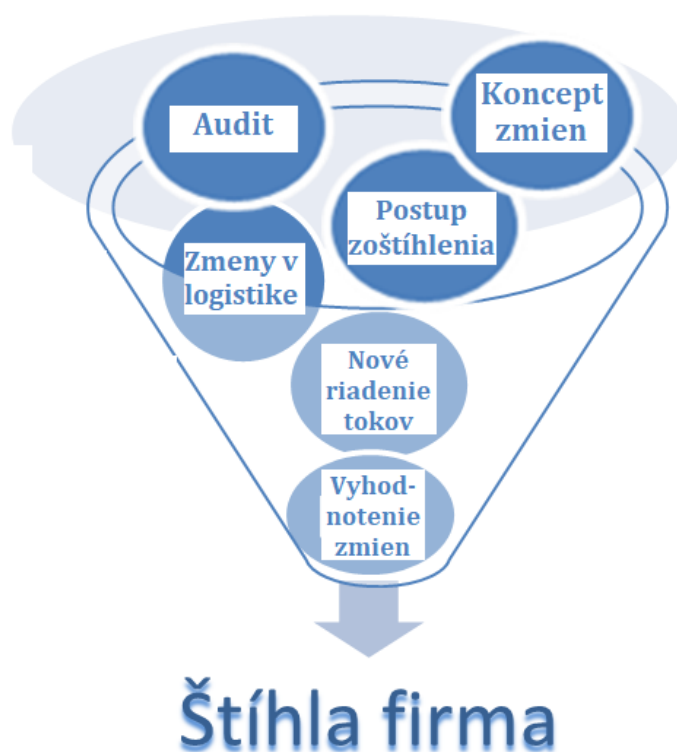 Audit
Koncept
zmien
Postup
zoštíhlenia
Zmeny v
logistike
Nové
riadenie
tokov
Vyhod-
notenie
zmien
Štíhla firma